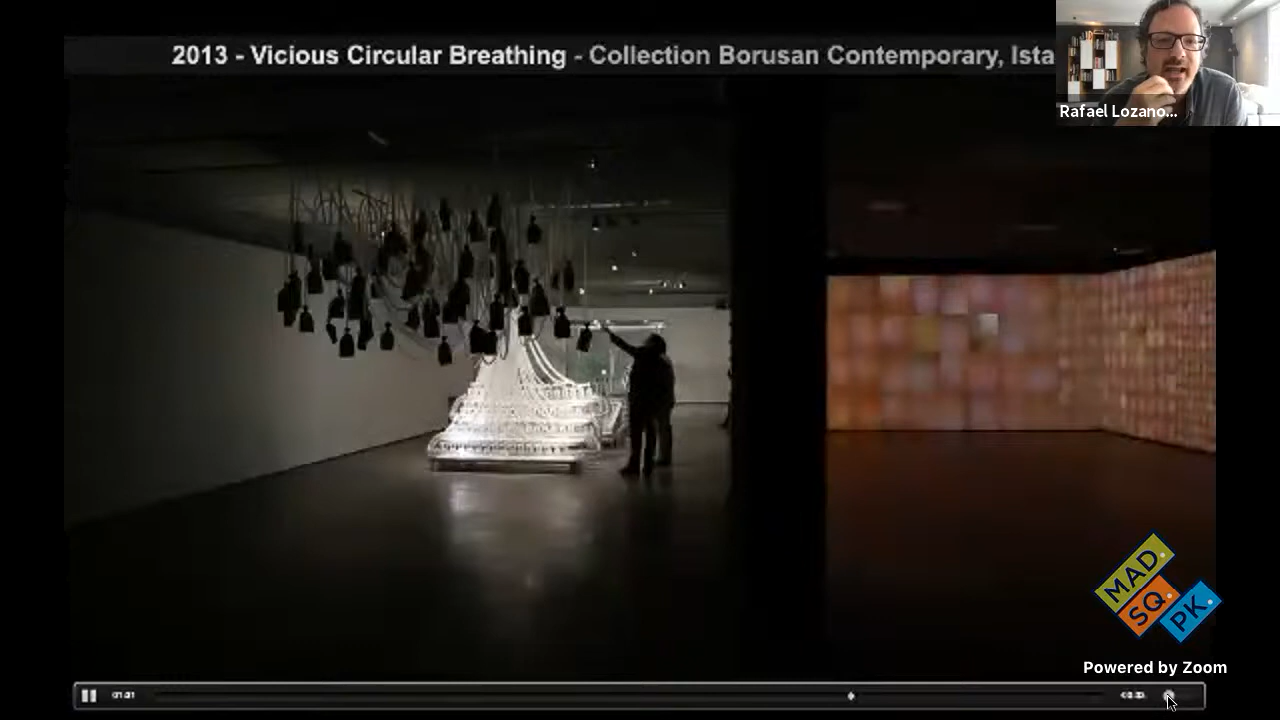 2013 - Vicious Circular Breathing - Collection Borusan Contemporary, Ista
Rafael Lozano...
MAD.
SQ.
PK.
Powered by Zoom